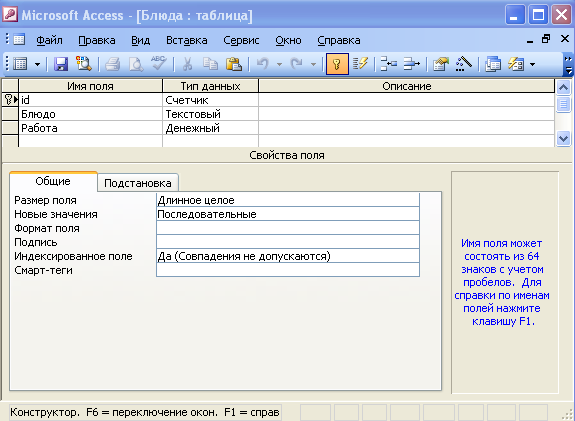 Microsoft Access - [Блюда : таблица]
Файл Правка Вид Вставка Сервис Окно Справка
Имя поля Тип данных Описание
id Счетчик
Блюдо Текстовый
Работа Денежный
Свойства поля
Общие Подстановка
Размер поля Длинное целое
Новые значения Последовательные
Формат поля
Подпись
Индексированное поле Да (Совпадения не допускаются)
Смарт-теги
Имя поля может
состоять из 64
знаков с учетом
пробелов. Для
справки по именам
полей нажмите
клавишу F1.
Конструктор. F6 = переключение окон. F1 = справ